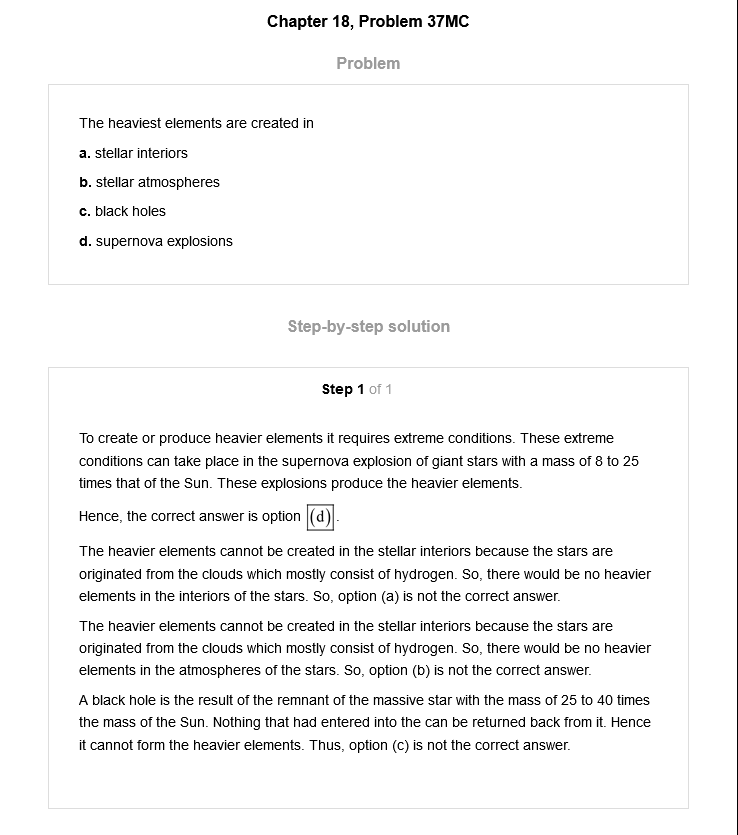 Chapter 18, Problem 37MC
Problem
The heaviest elements are created in
a. stellar interiors
b. stellar atmospheres
c. black holes
d. supernova explosions
Step-by-step solution
Step 1 of 1
To create or produce heavier elements it requires extreme conditions. These extreme
conditions can take place in the supernova explosion of giant stars with a mass of 8 to 25
times that of the Sun. These explosions produce the heavier elements.
Hence, the correct answer is option (d).
The heavier elements cannot be created in the stellar interiors because the stars are
originated from the clouds which mostly consist of hydrogen. So, there would be no heavier
elements in the interiors of the stars. So, option (a) is not the correct answer.
The heavier elements cannot be created in the stellar interiors because the stars are
originated from the clouds which mostly consist of hydrogen. So, there would be no heavier
elements in the atmospheres of the stars. So, option (b) is not the correct answer.
A black hole is the result of the remnant of the massive star with the mass of 25 to 40 times
the mass of the Sun. Nothing that had entered into the can be returned back from it. Hence
it cannot form the heavier elements. Thus, option (c) is not the correct answer.